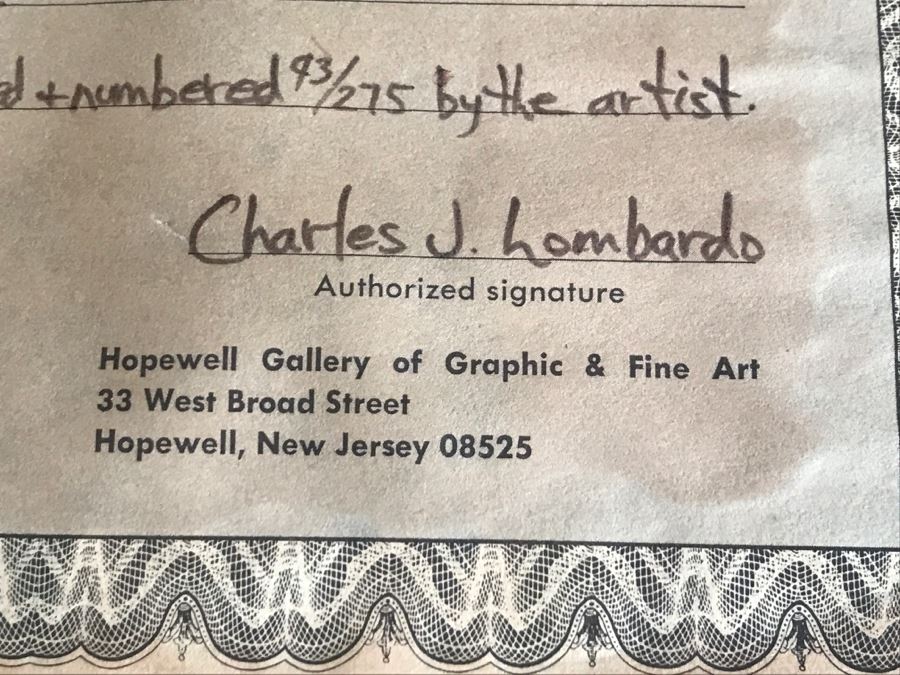 + numbered 93/275 by the artist.
Charles J. Lombardo
Authorized signature
Hopewell Gallery of Graphic & Fine Art
33 West Broad Street
Hopewell, New Jersey 08525